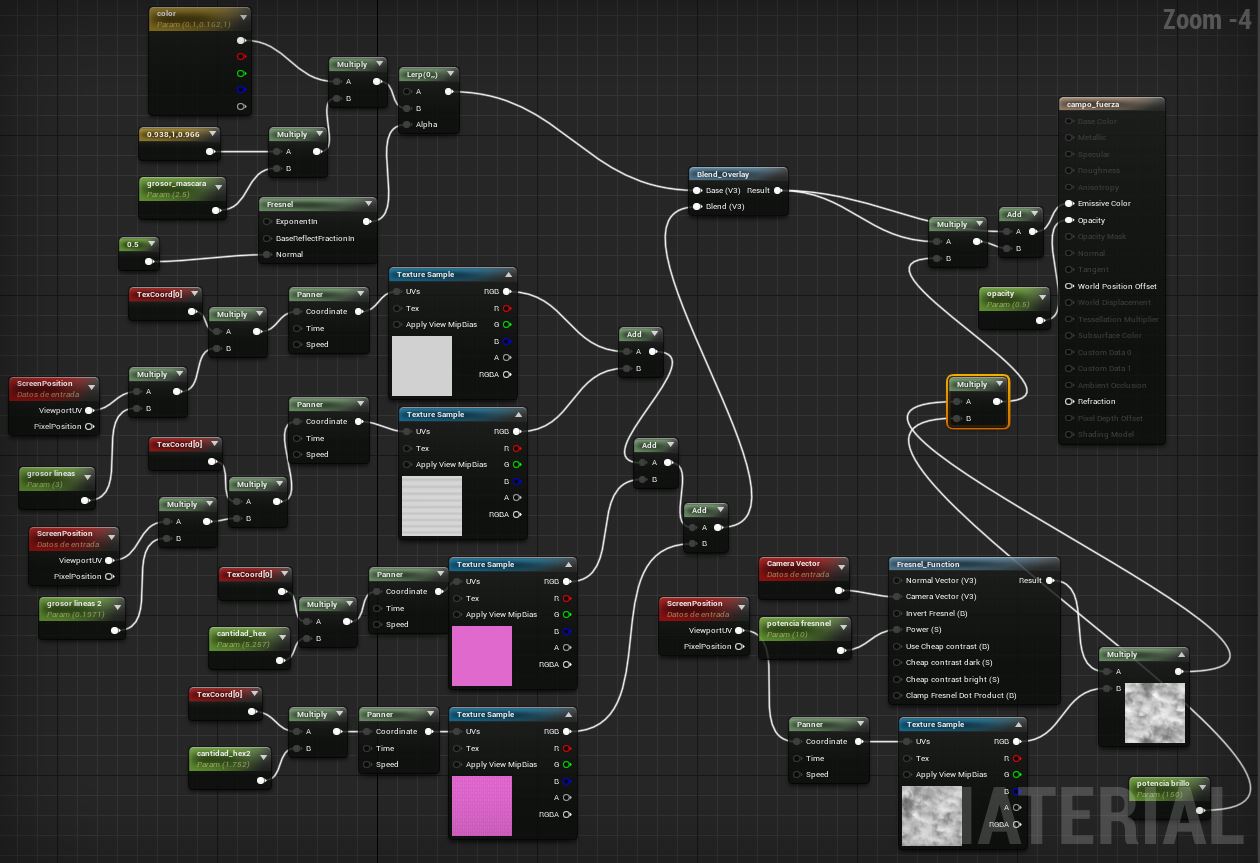 Zoom -4
color
Param (0,1,0.162,1)
Multiply
A
B
Lerp(0,,)
A
B
Alpha
0.938,1,0.966
Multiply
A
B
grosor_mascara
Param (2.5)
Fresnel
ExponentIn
BaseReflectFractionIn
Normal
0.5
campo_fuerza
Base Color
Metallic
Specular
Roughness
Anisotropy
Emissive Color
Opacity
Opacity Mask
Normal
Tangent
World Position Offset
World Displacement
Tessellation Multiplier
Subsurface Color
Custom Data 0
Custom Data 1
Ambient Occlusion
Refraction
Pixel Depth Offset
Shading Model
Blend_Overlay
Base (V3) Result
Blend (V3)
Multiply
A
B
Add
A
B
opacity
Param (0.5)
TexCoord[0]
Multiply
A
B
Panner
Coordinate
Time
Speed
Texture Sample
UVs RGB
Tex R
Apply View MipBias G
B
A
RGBA
Add
A
B
ScreenPosition
Datos de entrada
ViewportUV
PixelPosition
Multiply
A
B
grosor lineas
Param (3)
TexCoord[0]
Multiply
A
B
Panner
Coordinate
Time
Speed
Texture Sample
UVs RGB
Tex R
Apply View MipBias G
B
A
RGBA
Multiply
A
B
Add
A
B
Multiply
A
B
ScreenPosition
Datos de entrada
ViewportUV
PixelPosition
grosor lineas 2
Param (0.1971)
Add
A
B
TexCoord[0]
Multiply
A
B
Panner
Coordinate
Time
Speed
Texture Sample
UVs RGB
Tex R
Apply View MipBias G
B
A
RGBA
cantidad_hex
Param (5.257)
Camera Vector
Datos de entrada
ScreenPosition
Datos de entrada
ViewportUV
PixelPosition
potencia fresnnel
Param (10)
Fresnel_Function
Normal Vector (V3) Result
Camera Vector (V3)
Invert Fresnel (B)
Power (S)
Use Cheap contrast (B)
Cheap contrast dark (S)
Cheap contrast bright (S)
Clamp Fresnel Dot Product (B)
Multiply
A
B
TexCoord[0]
Multiply
A
B
Panner
Coordinate
Time
Speed
Texture Sample
UVs RGB
Tex R
Apply View MipBias G
B
A
RGBA
cantidad_hex2
Param (1.752)
Panner
Coordinate
Time
Speed
Texture Sample
UVs RGB
Tex R
Apply View MipBias G
B
A
RGBA
potencia brillo
Param (150)
MATERIAL